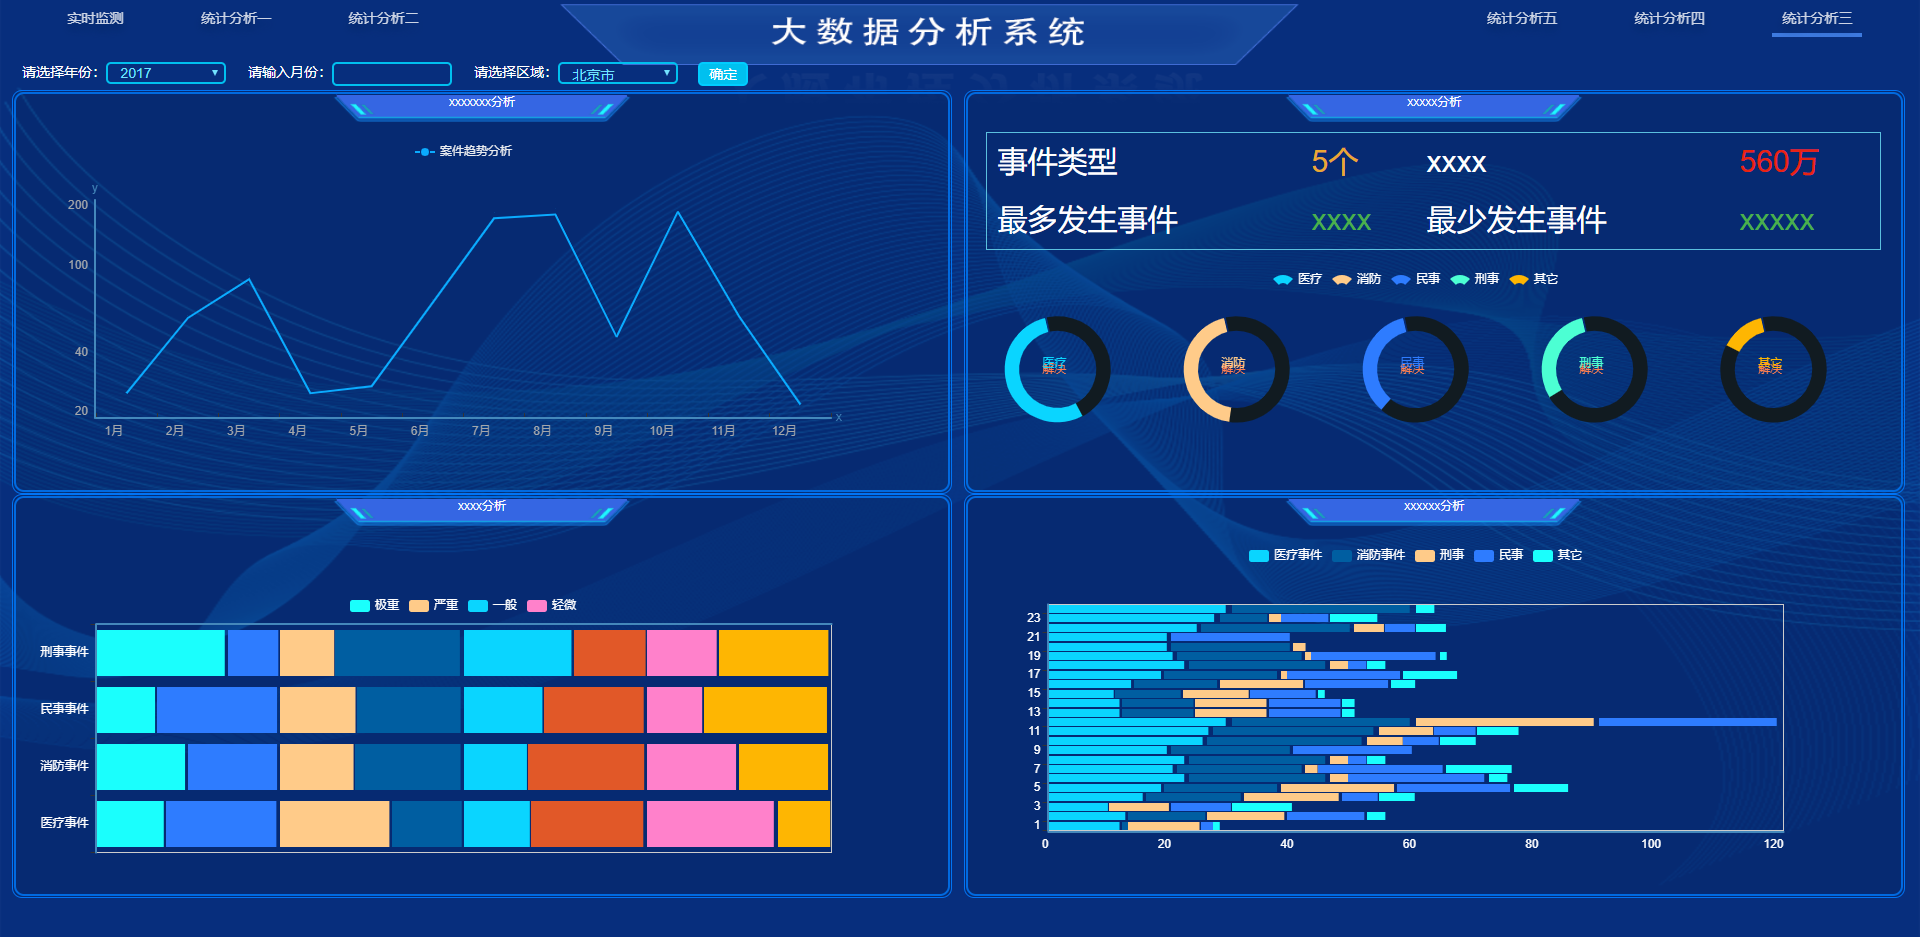 实时监测 统计分析一 统计分析二
大数据分析系统
统计分析五 统计分析四 统计分析三
请选择年份: 2017 请输入月份: 请选择区域: 北京市 确定
xxxxxxx分析
案件趋势分析
y
200
100
40
20
x
1月 2月 3月 4月 5月 6月 7月 8月 9月 10月 11月 12月
xxxxx分析
事件类型 5个 xxxx 560万
最多发生事件 xxxx 最少发生事件 xxxxx
医疗 消防 民事 刑事 其它
医疗 消防 民事 刑事 其它
解决 解决 解决 解决 解决
xxxx分析
极重 严重 一般 轻微
刑事事件
民事事件
消防事件
医疗事件
xxxxxx分析
医疗事件 消防事件 刑事 民事 其它
23
21
19
17
15
13
11
9
7
5
3
1
0 20 40 60 80 100 120